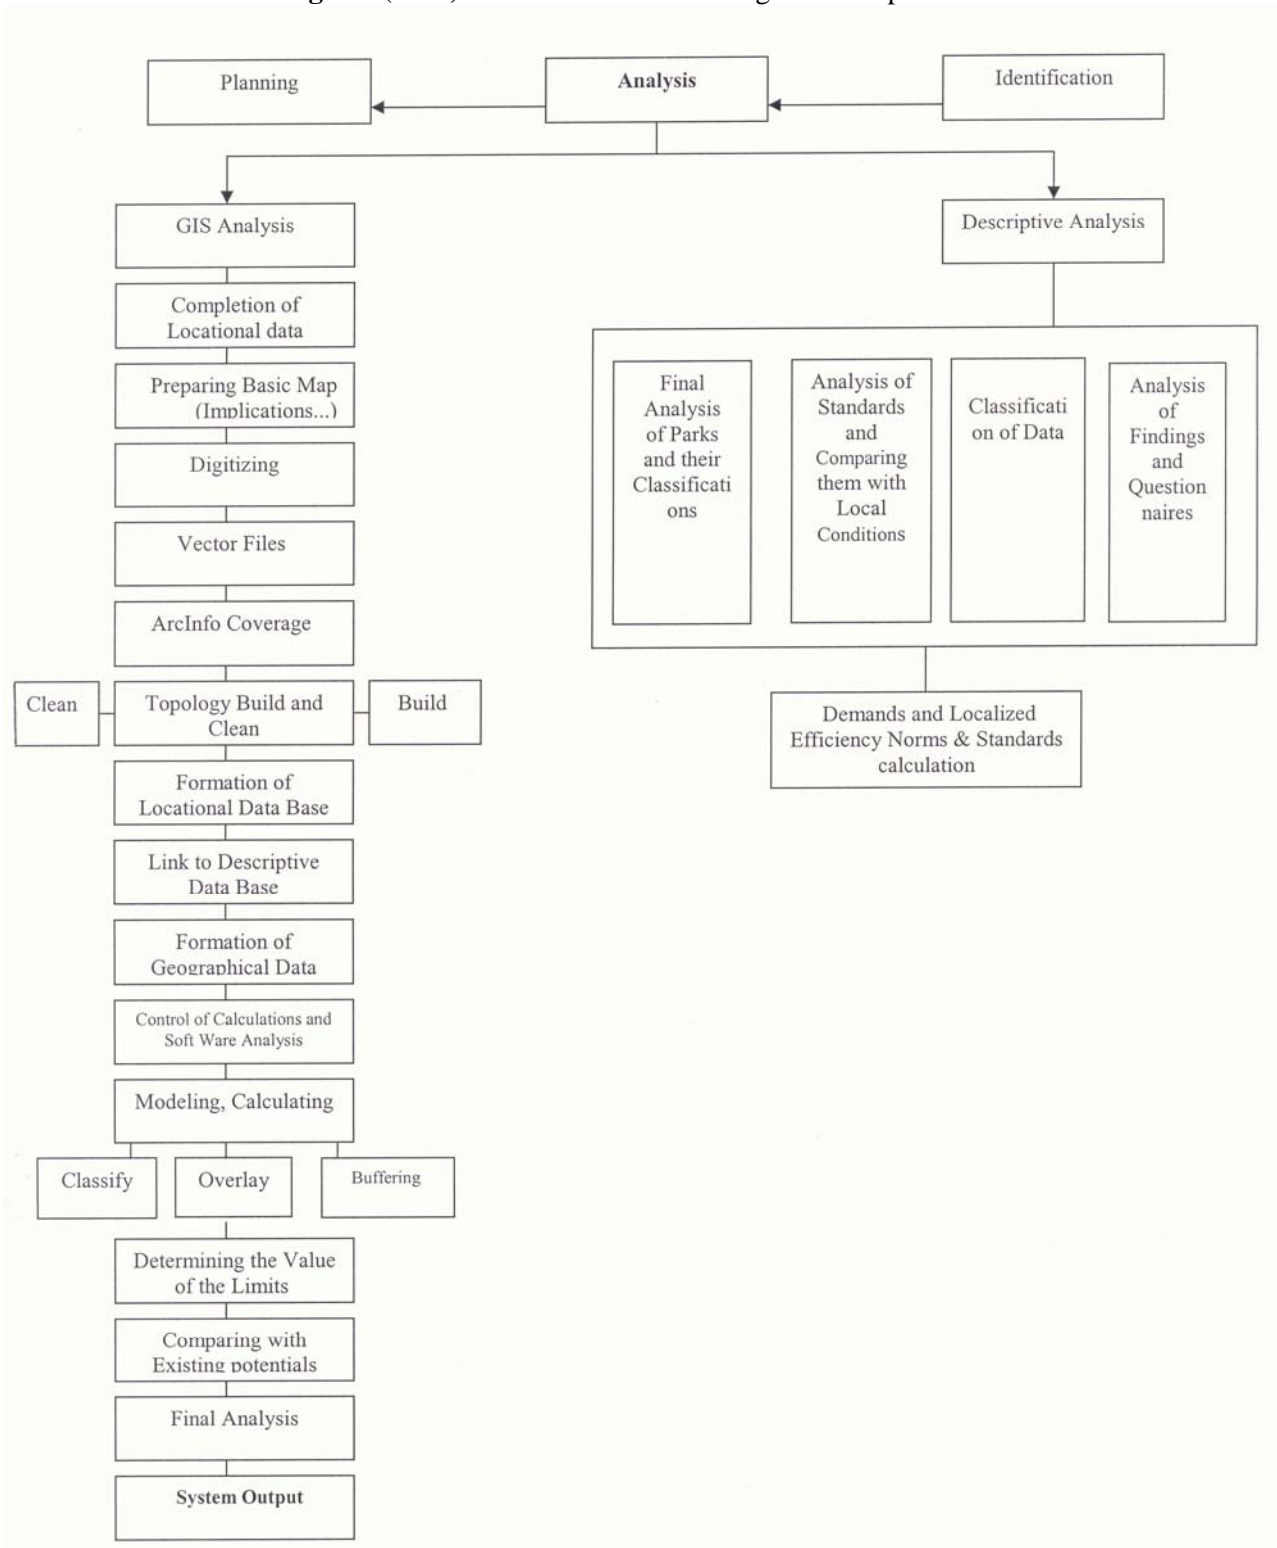 Planning
Analysis
Identification
GIS Analysis
Descriptive Analysis
Completion of
Locational data
Preparing Basic Map
(Implications...)
Digitizing
Vector Files
ArcInfo Coverage
Clean
Topology Build and
Clean
Build
Formation of
Locational Data Base
Link to Descriptive
Data Base
Formation of
Geographical Data
Control of Calculations and
Soft Ware Analysis
Modeling, Calculating
Classify
Overlay
Buffering
Determining the Value
of the Limits
Comparing with
Existing potentials
Final Analysis
System Output
Final
Analysis
of Parks
and their
Classificati
ons
Analysis of
Standards
and
Comparing
them with
Local
Conditions
Classificati
on of Data
Analysis
of
Findings
and
Question
naires
Demands and Localized
Efficiency Norms & Standards
calculation